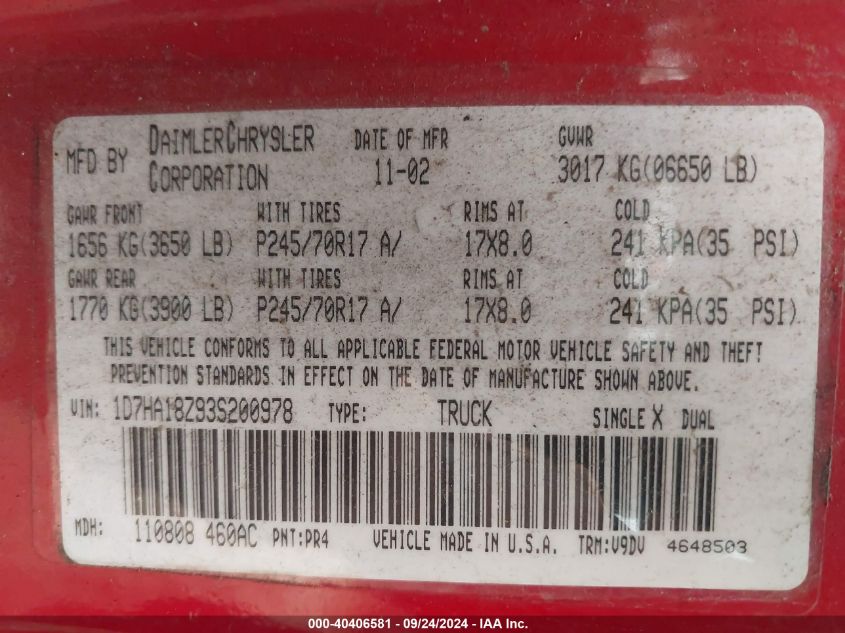 MFD BY DAIMLERCHRYSLER CORPORATION DATE OF MFR 11-02 GVWR 3017 KG(06650 LB)
GAWR FRONT WITH TIRES RIMS AT COLD
1656 KG(3650 LB) P245/70R17 A/ 17X8.0 241 KPA(35 PSI)
GAWR REAR WITH TIRES RIMS AT COLD
1770 KG(3900 LB) P245/70R17 A/ 17X8.0 241 KPA(35 PSI)
THIS VEHICLE CONFORMS TO ALL APPLICABLE FEDERAL MOTOR VEHICLE SAFETY AND THEFT
PREVENTION STANDARDS IN EFFECT ON THE DATE OF MANUFACTURE SHOWN ABOVE.
VIN: 1D7HA18Z93S200978 TYPE: TRUCK SINGLE X DUAL
MDH: 110808 460AC PNT:PR4 VEHICLE MADE IN U.S.A. TRM:V9DV 4648503
000-40406581 - 09/24/2024 - IAA Inc.